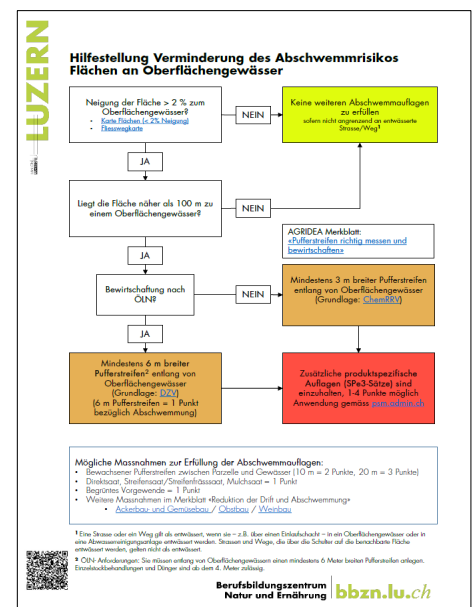 LUZERN
Hilfestellung Verminderung des Abschwemmrisikos
Flächen an Oberflächengewässer
Neigung der Fläche > 2 % zum
Oberflächengewässer?
• Karte Flächen (< 2% Neigung)
• Fliesswegkarte
NEIN
Keine weiteren Abschwemmauflagen
zu erfüllen
sofern nicht angrenzend an entwässerte
Strasse/Weg¹
JA
Liegt die Fläche näher als 100 m zu
einem Oberflächengewässer?
NEIN
AGRIDEA Merkblatt:
«Pufferstreifen richtig messen und
bewirtschaften»
JA
Bewirtschaftung nach
ÖLN?
NEIN
Mindestens 3 m breiter Pufferstreifen
entlang von Oberflächengewässer
(Grundlage: ChemRRV)
JA
Mindestens 6 m breiter
Pufferstreifen² entlang von
Oberflächengewässer
(Grundlage: DZV)
(6 m Pufferstreifen = 1 Punkt
bezüglich Abschwemmung)
Zusätzliche produktspezifische
Auflagen (SPe3-Sätze) sind
einzuhalten, 1-4 Punkte möglich
Anwendung gemäss psm.admin.ch
Mögliche Massnahmen zur Erfüllung der Abschwemmauflagen:
• Bewachsener Pufferstreifen zwischen Parzelle und Gewässer (10 m = 2 Punkte, 20 m = 3 Punkte)
• Direktsaat, Streifensaat/Streifenfrässaat, Mulchsaat = 1 Punkt
• Begrüntes Vorgewende = 1 Punkt
• Weitere Massnahmen im Merkblatt «Reduktion der Drift und Abschwemmung»
• Ackerbau- und Gemüsebau / Obstbau / Weinbau
¹ Eine Strasse oder ein Weg gilt als entwässert, wenn sie – z.B. über einen Einlaufschacht – in ein Oberflächengewässer oder in
eine Abwasserreinigungsanlage entwässert werden. Strassen und Wege, die über die Schulter auf die benachbarte Fläche
entwässert werden, gelten nicht als entwässert.
² ÖLN- Anforderungen: Sie müssen entlang von Oberflächengewässern einen mindestens 6 Meter breiten Pufferstreifen anlegen.
Einzelstockbehandlungen und Dünger sind ab dem 4. Meter zulässig.
Berufsbildungszentrum
Natur und Ernährung
bbzn.lu.ch